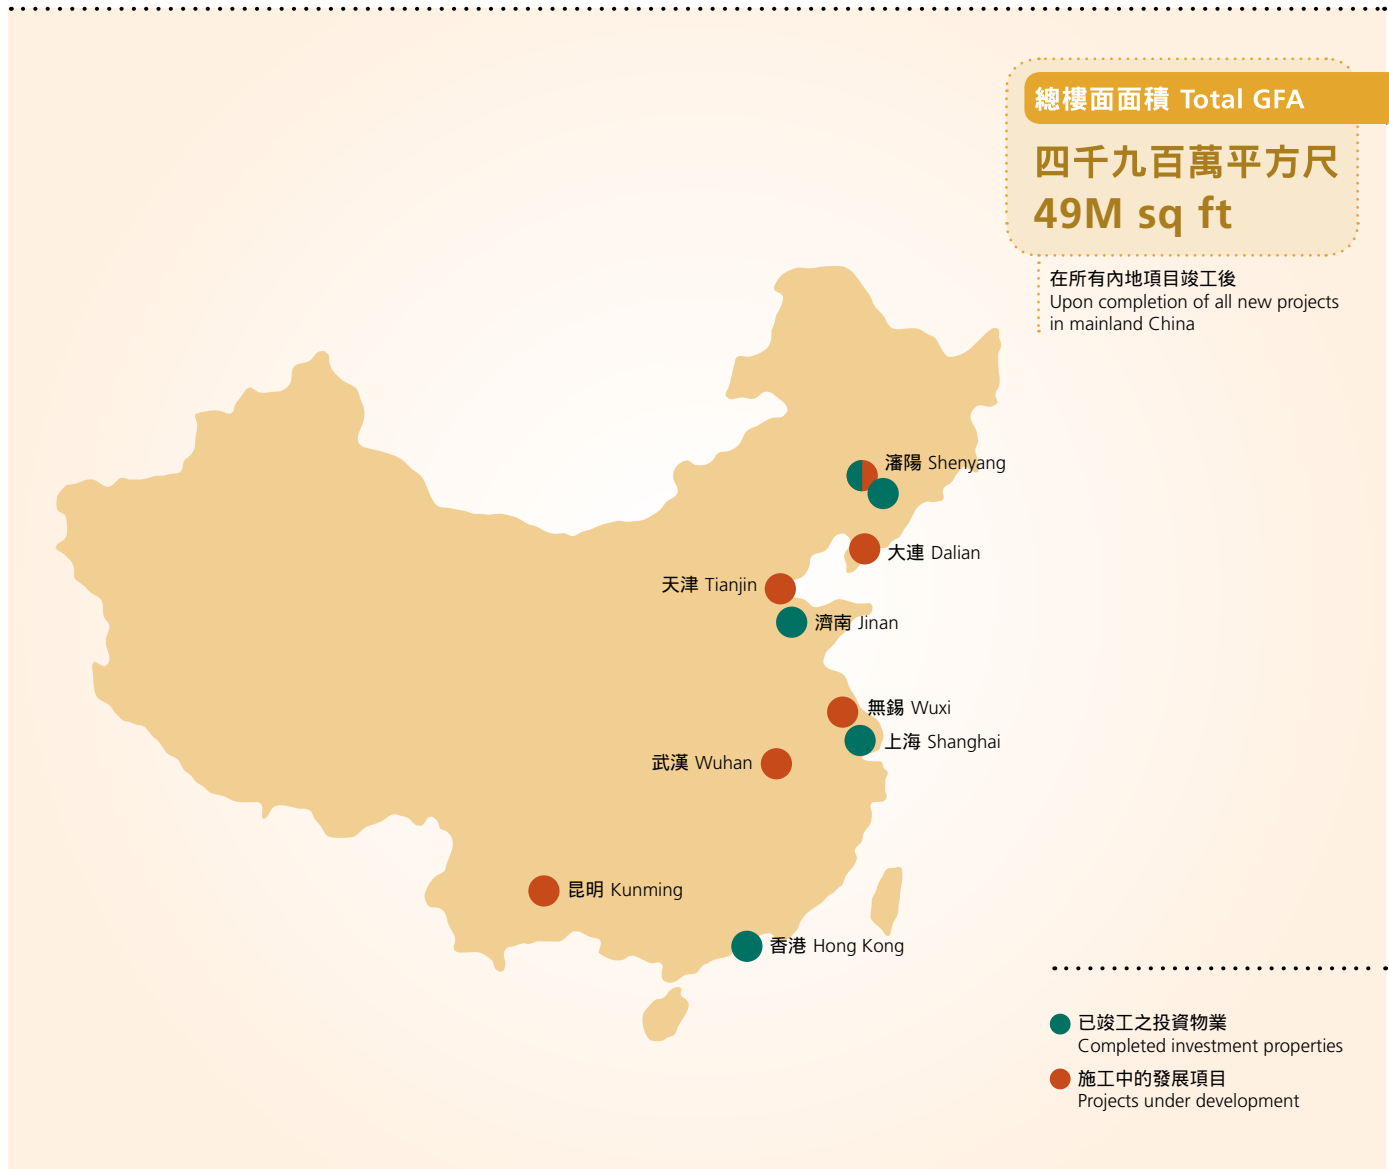 總樓面面積 Total GFA
四千九百萬平方尺
49M sq ft
在所有內地項目竣工後
Upon completion of all new projects
in mainland China
瀋陽 Shenyang
大連 Dalian
天津 Tianjin
濟南 Jinan
無錫 Wuxi
上海 Shanghai
武漢 Wuhan
昆明 Kunming
香港 Hong Kong
已竣工之投資物業
Completed investment properties
施工中的發展項目
Projects under development